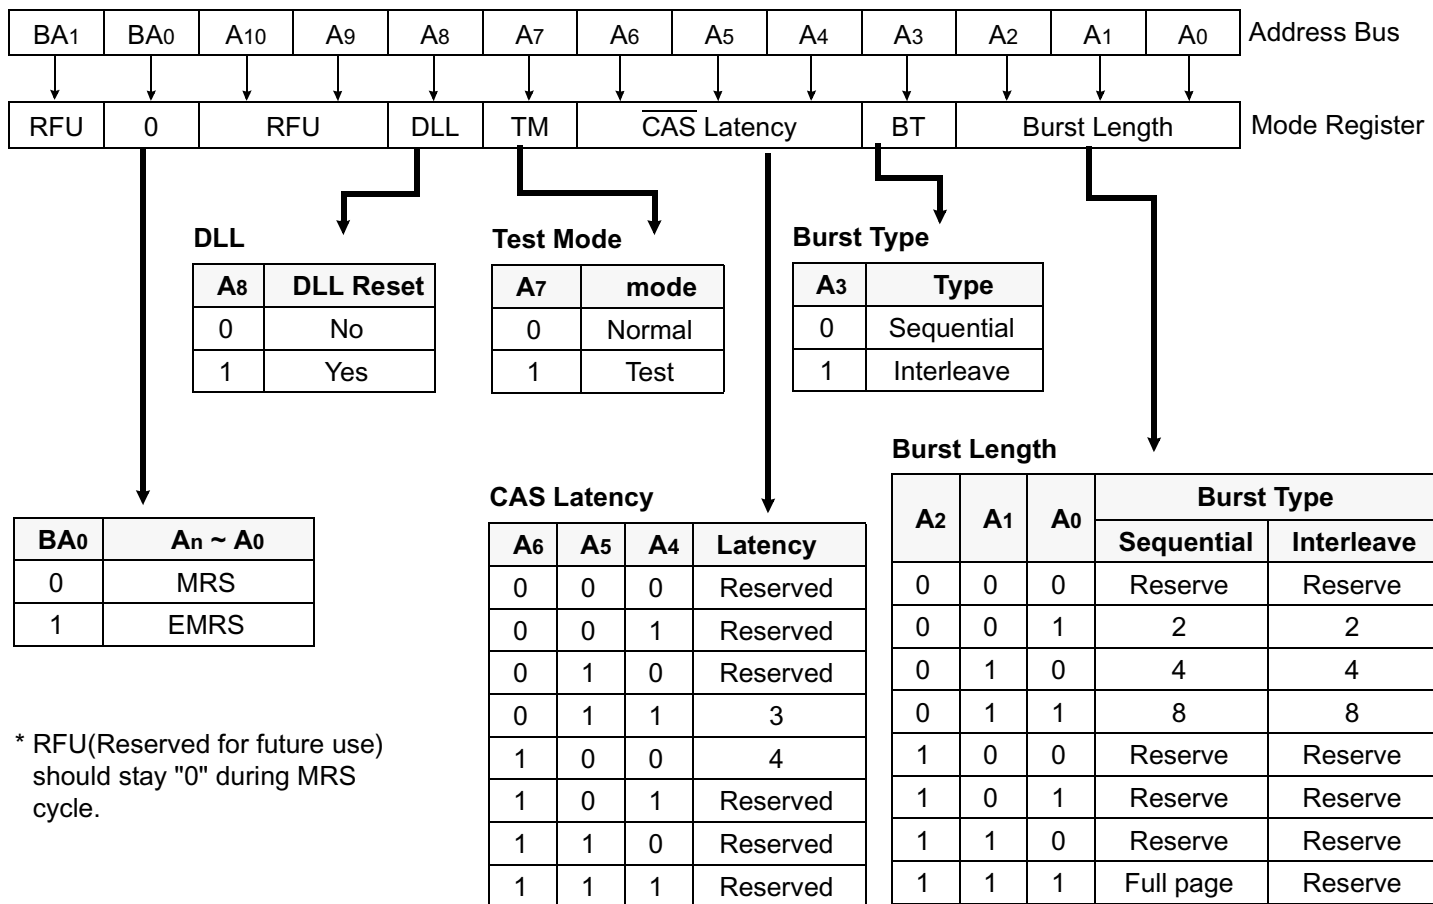 BA1 BA0 A10 A9 A8 A7 A6 A5 A4 A3 A2 A1 A0 Address Bus
RFU 0 RFU DLL TM CAS Latency BT Burst Length Mode Register
DLL
A8 DLL Reset
0 No
1 Yes
Test Mode
A7 mode
0 Normal
1 Test
Burst Type
A3 Type
0 Sequential
1 Interleave
BA0 An ~ A0
0 MRS
1 EMRS
* RFU(Reserved for future use)
should stay "0" during MRS
cycle.
CAS Latency
A6 A5 A4 Latency
0 0 0 Reserved
0 0 1 Reserved
0 1 0 Reserved
0 1 1 3
1 0 0 4
1 0 1 Reserved
1 1 0 Reserved
1 1 1 Reserved
Burst Length
A2 A1 A0 Burst Type
Sequential Interleave
0 0 0 Reserve Reserve
0 0 1 2 2
0 1 0 4 4
0 1 1 8 8
1 0 0 Reserve Reserve
1 0 1 Reserve Reserve
1 1 0 Reserve Reserve
1 1 1 Full page Reserve